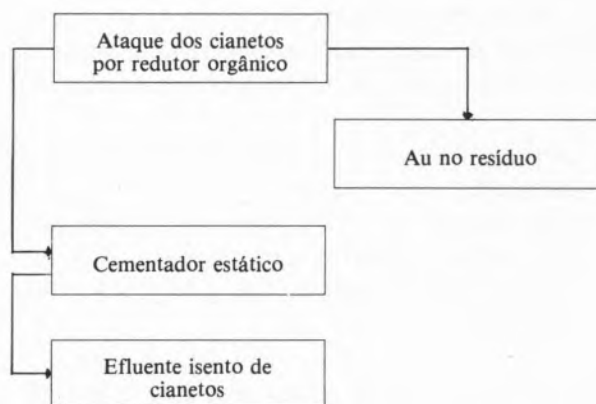 Ataque dos cianetos
por redutor orgânico
Au no resíduo
Cementador estático
Efluente isento de
cianetos